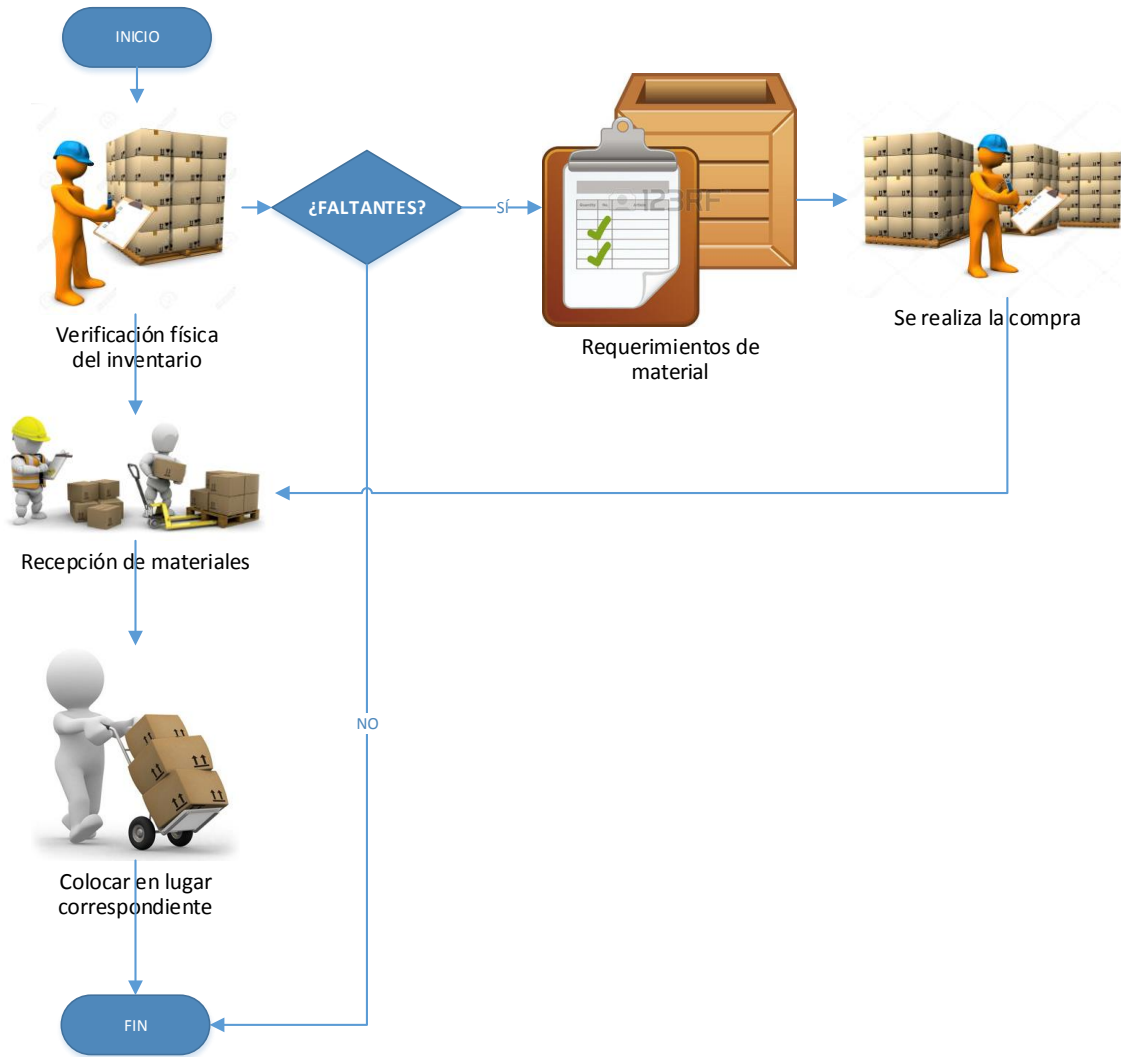 INICIO
¿FALTANTES?
SÍ
123RF
Verificación física
del inventario
Requerimientos de
material
Se realiza la compra
Recepción de materiales
NO
Colocar en lugar
correspondiente
FIN